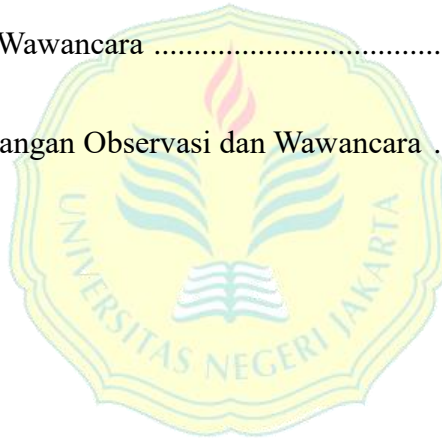 Wawancara ...................................
angan Observasi dan Wawancara .
UNIVERSITAS NEGERI JAKARTA